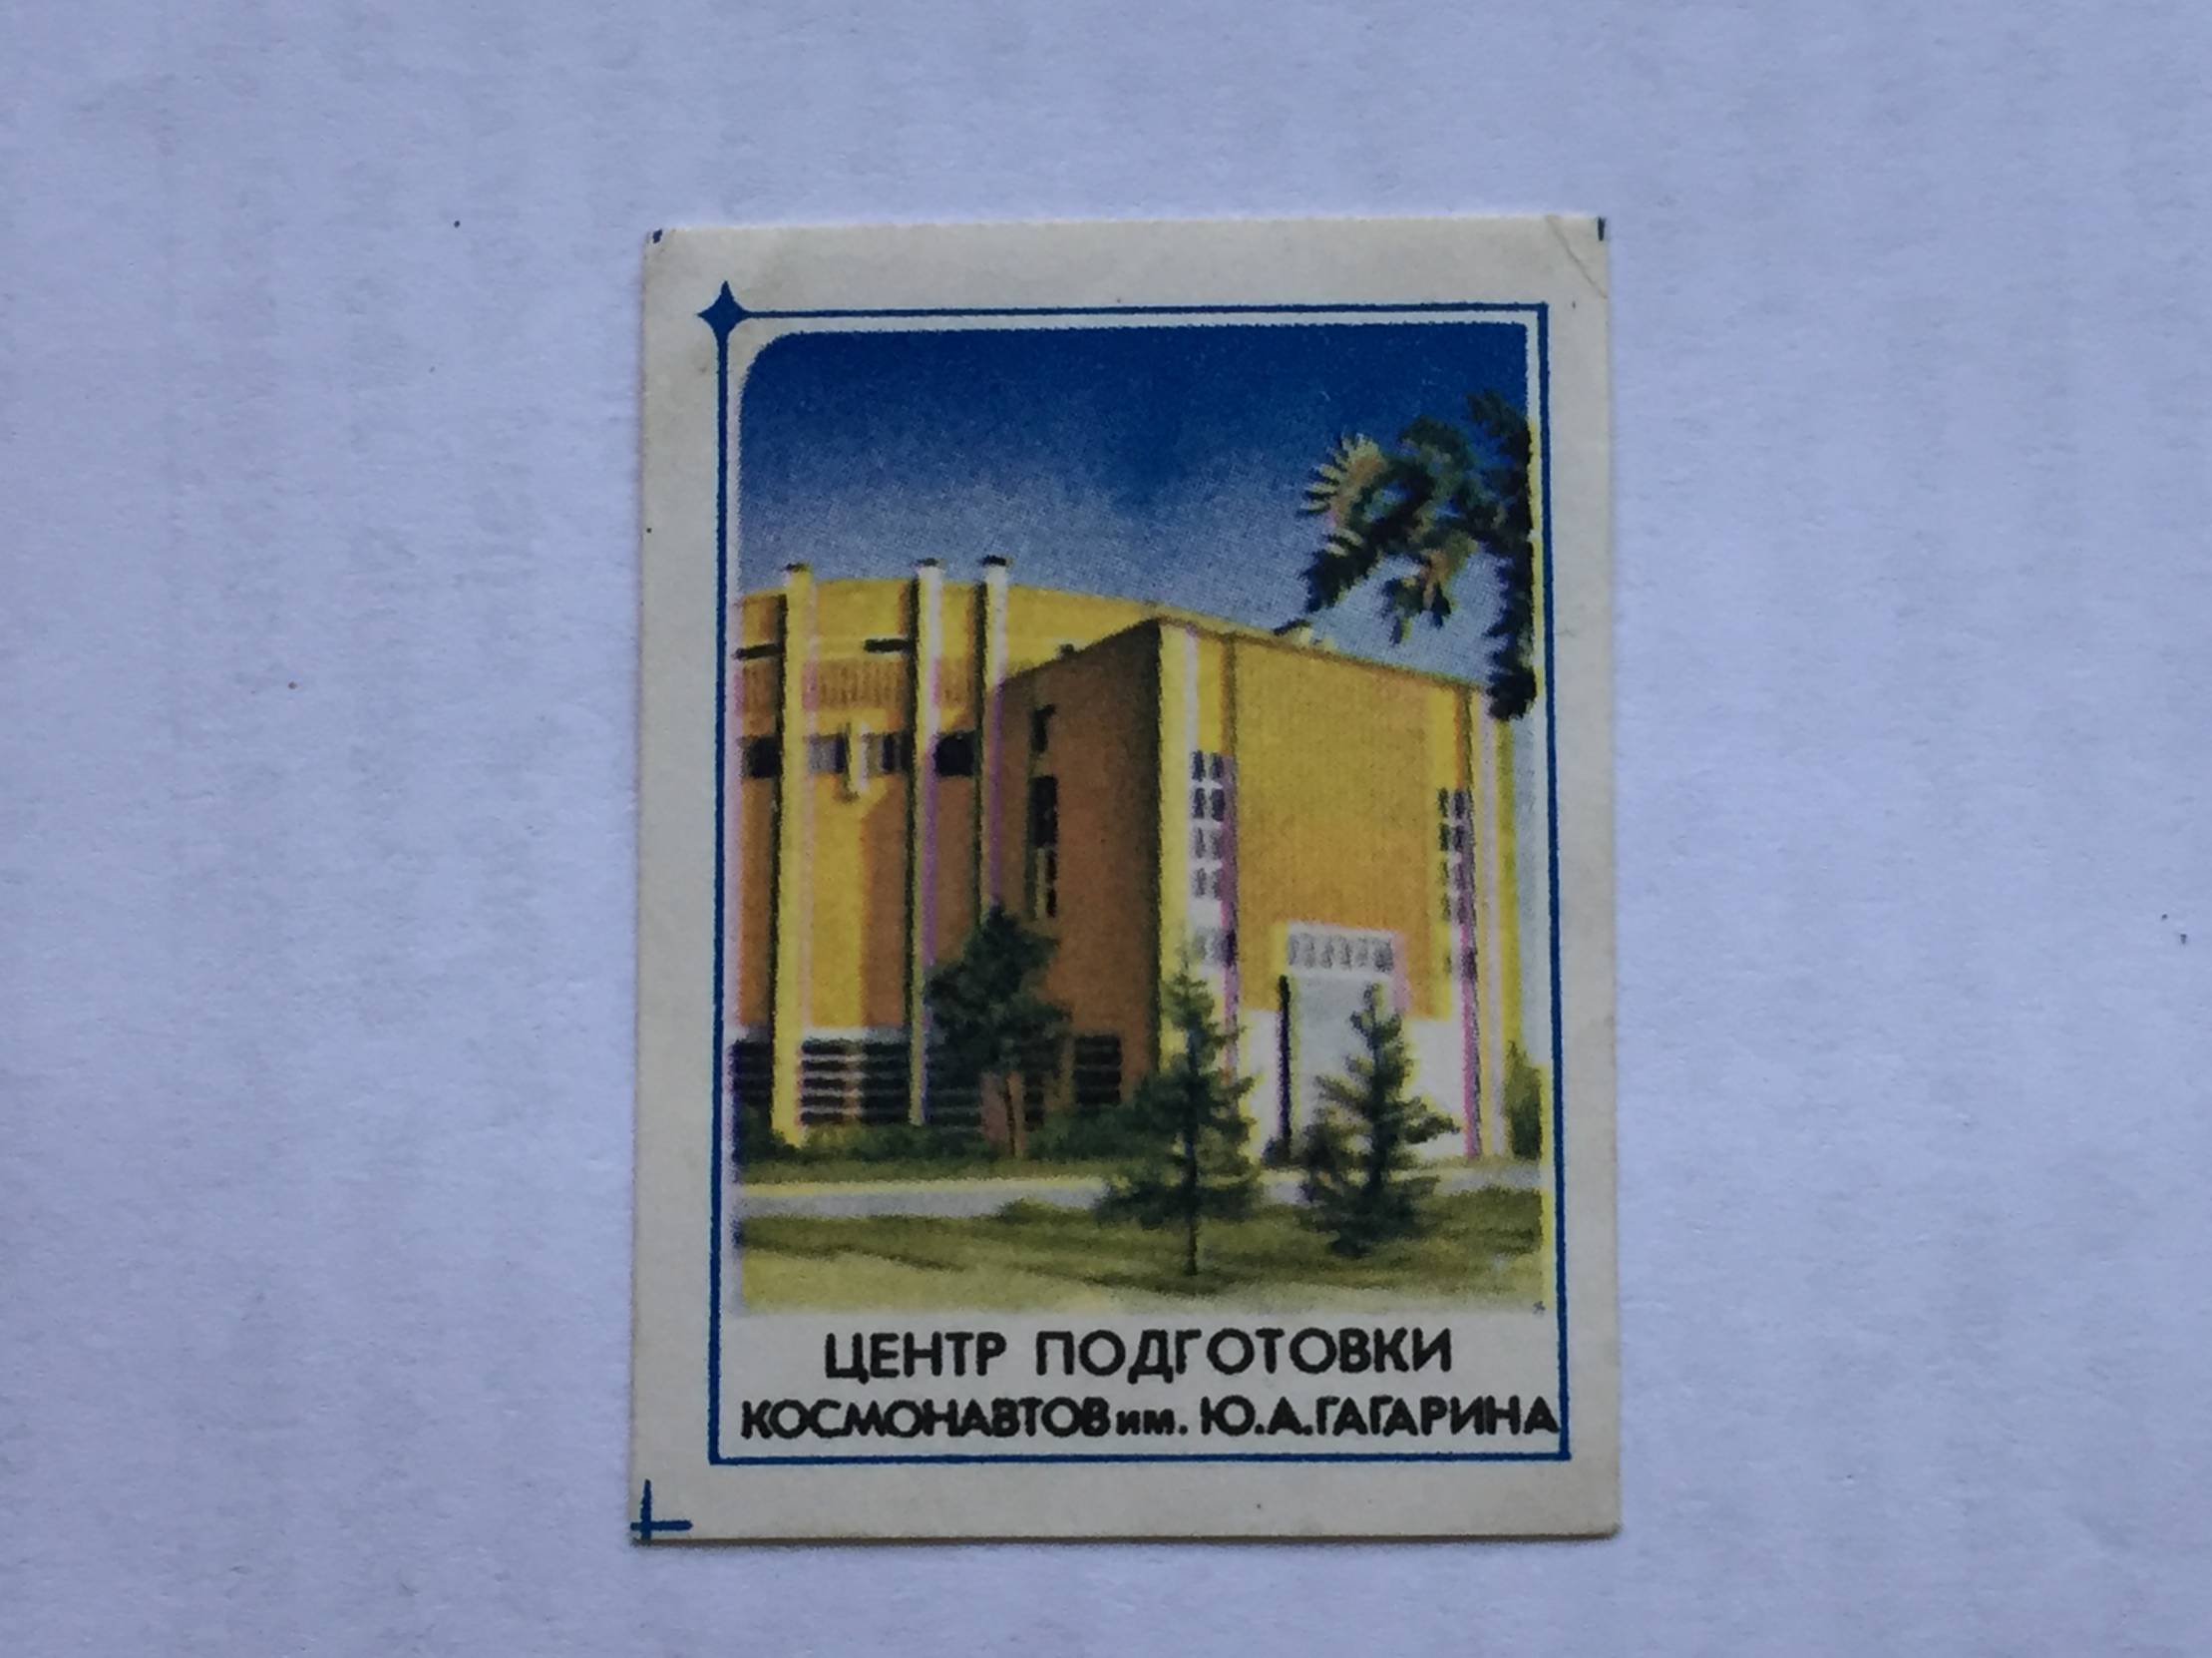 ЦЕНТР ПОДГОТОВКИ
КОСМОНАВТОВ им. Ю.А.ГАГАРИНА